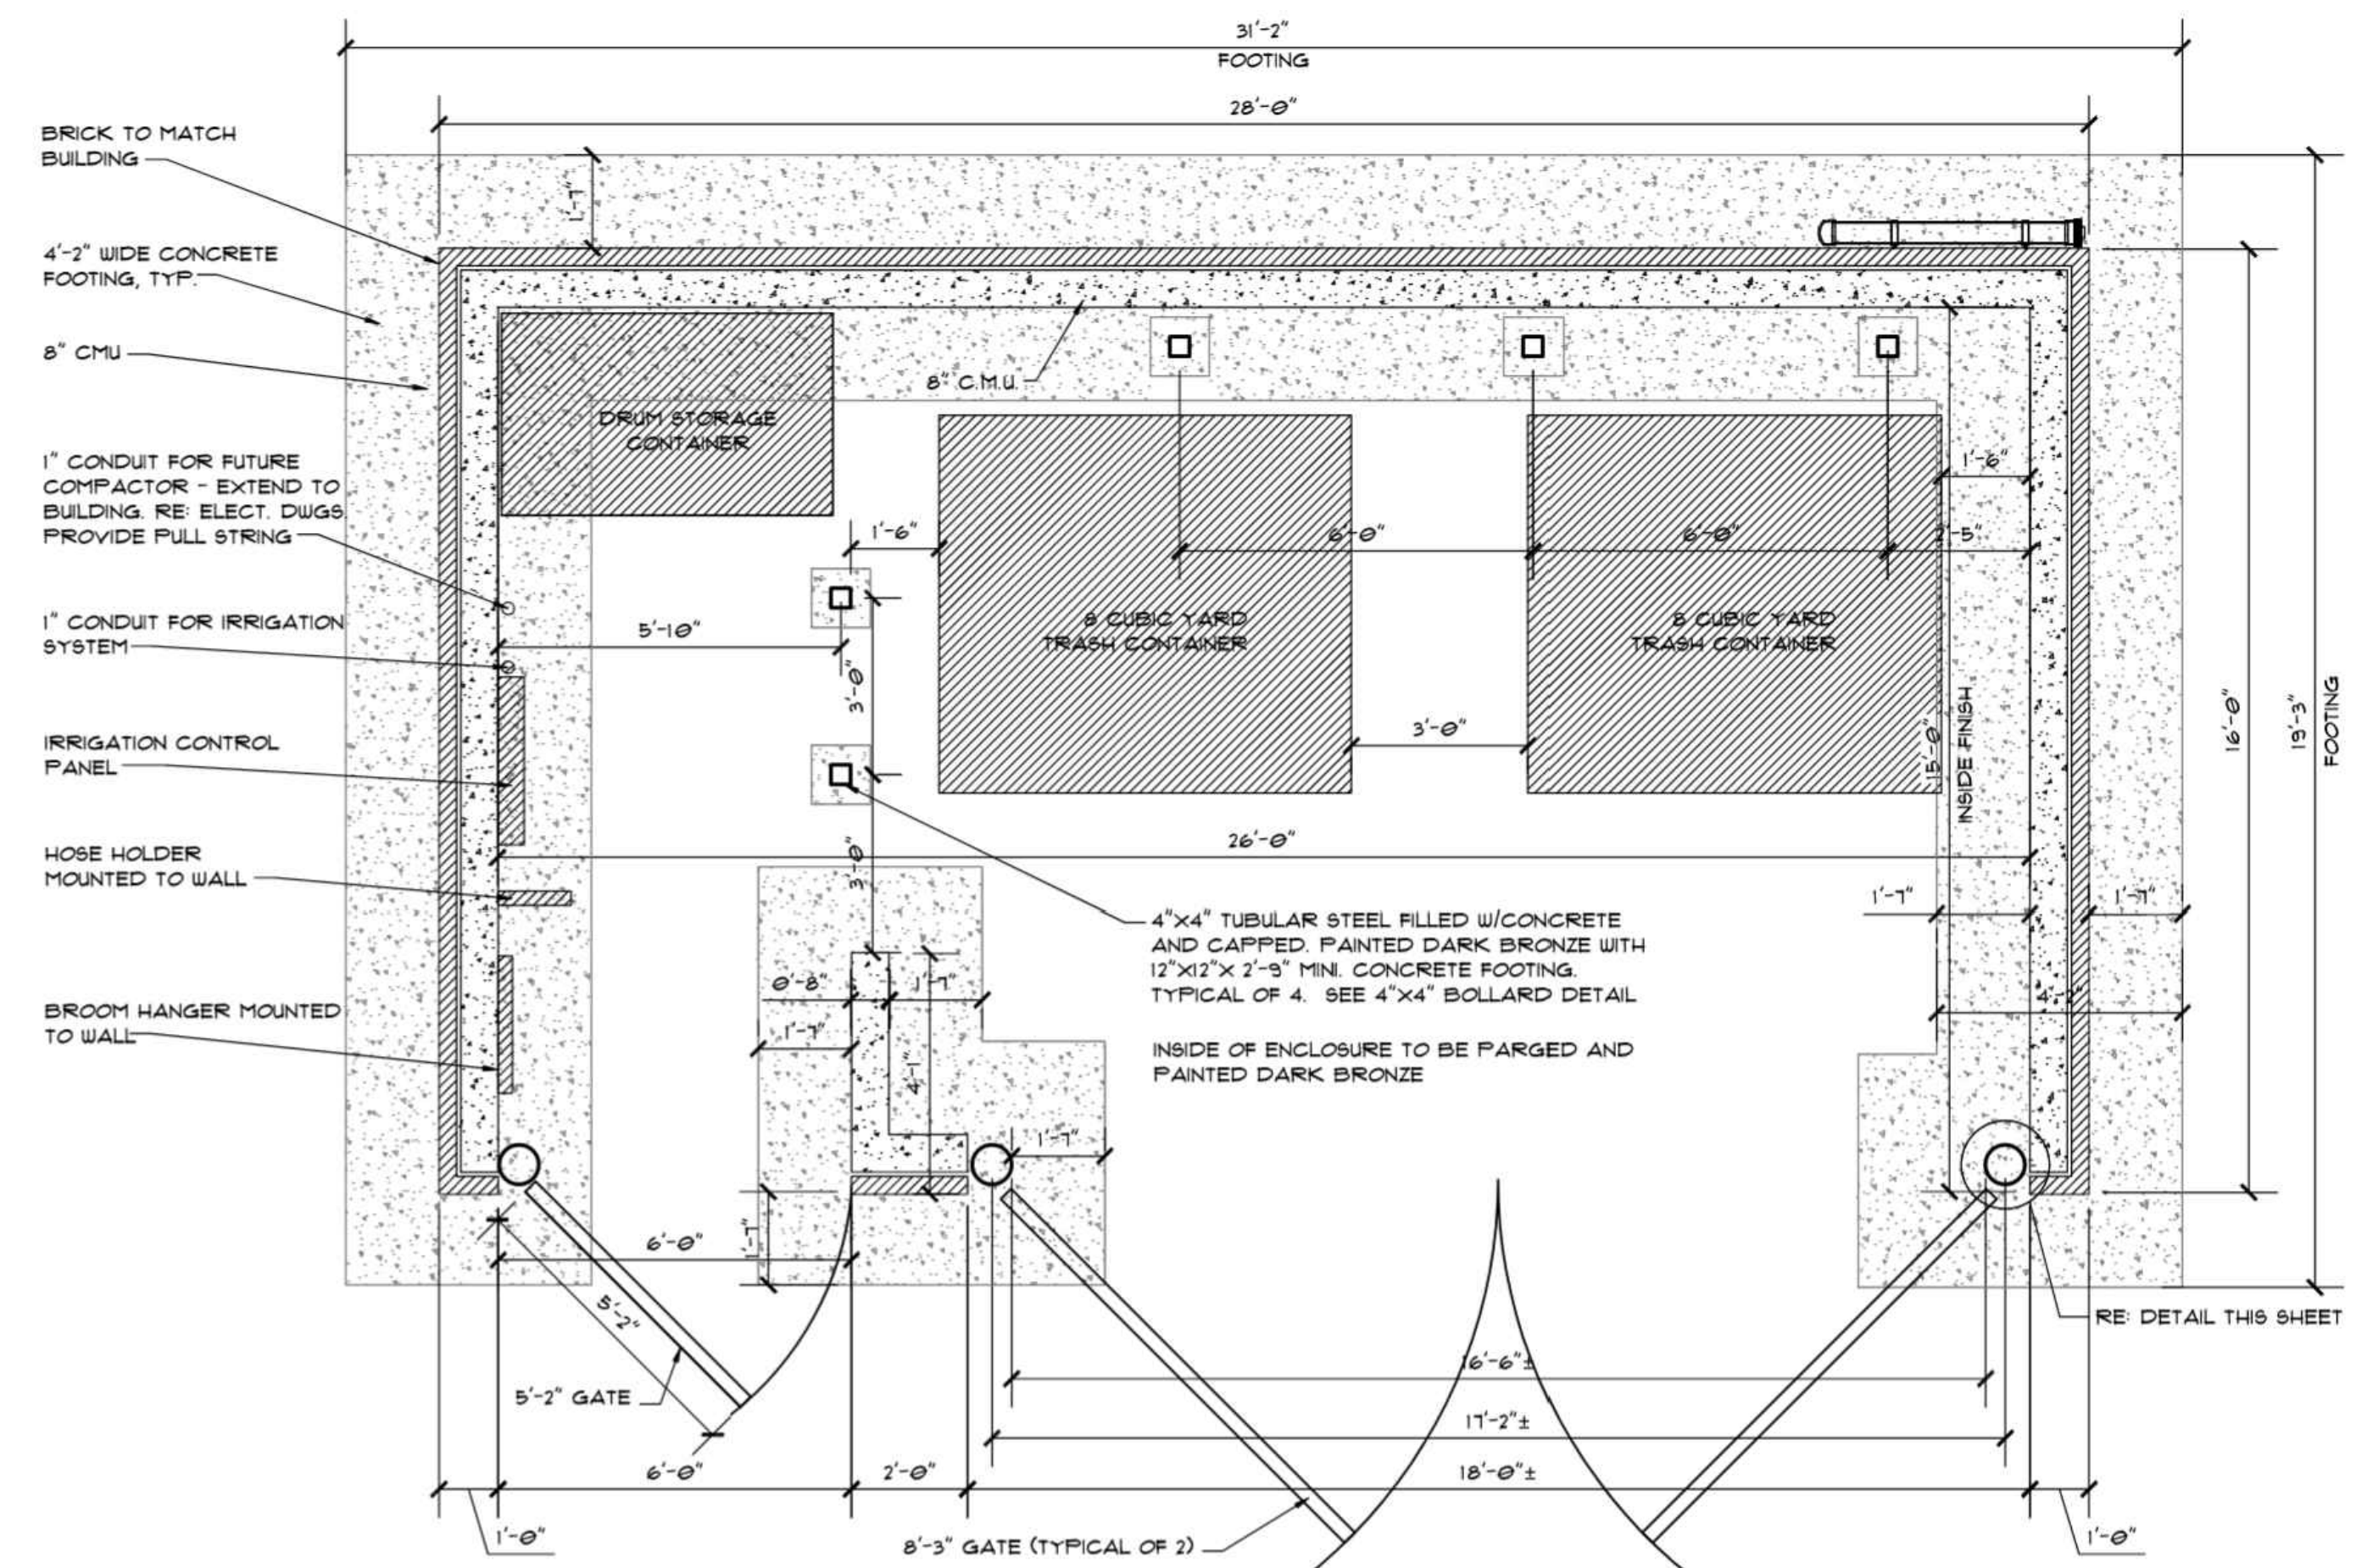 31'-2"
FOOTING
28'-0"
BRICK TO MATCH
BUILDING
4'-2" WIDE CONCRETE
FOOTING, TYP.
8" CMU
1" CONDUIT FOR FUTURE
COMPACTOR - EXTEND TO
BUILDING. RE: ELECT. DWGS.
PROVIDE PULL STRING
1" CONDUIT FOR IRRIGATION
SYSTEM
IRRIGATION CONTROL
PANEL
HOSE HOLDER
MOUNTED TO WALL
BROOM HANGER MOUNTED
TO WALL
1'-7"
8" C.M.U.
DRUM STORAGE
CONTAINER
1'-6"
1'-6"
6'-0"
6'-0"
2'-5"
5'-10"
3'-0"
8 CUBIC YARD
TRASH CONTAINER
8 CUBIC YARD
TRASH CONTAINER
3'-0"
15'-0"
INSIDE FINISH
16'-0"
19'-3"
FOOTING
26'-0"
3'-0"
4"X4" TUBULAR STEEL FILLED W/CONCRETE
AND CAPPED. PAINTED DARK BRONZE WITH
12"X12"X 2'-9" MINI. CONCRETE FOOTING.
TYPICAL OF 4. SEE 4"X4" BOLLARD DETAIL
INSIDE OF ENCLOSURE TO BE PARGED AND
PAINTED DARK BRONZE
1'-7"
1'-7"
4'-2"
0'-8"
1'-7"
1'-7"
4'-1"
1'-7"
6'-0"
1'-7"
5'-2"
5'-2" GATE
RE: DETAIL THIS SHEET
16'-6"±
17'-2"±
6'-0"
2'-0"
18'-0"±
1'-0"
8'-3" GATE (TYPICAL OF 2)
1'-0"